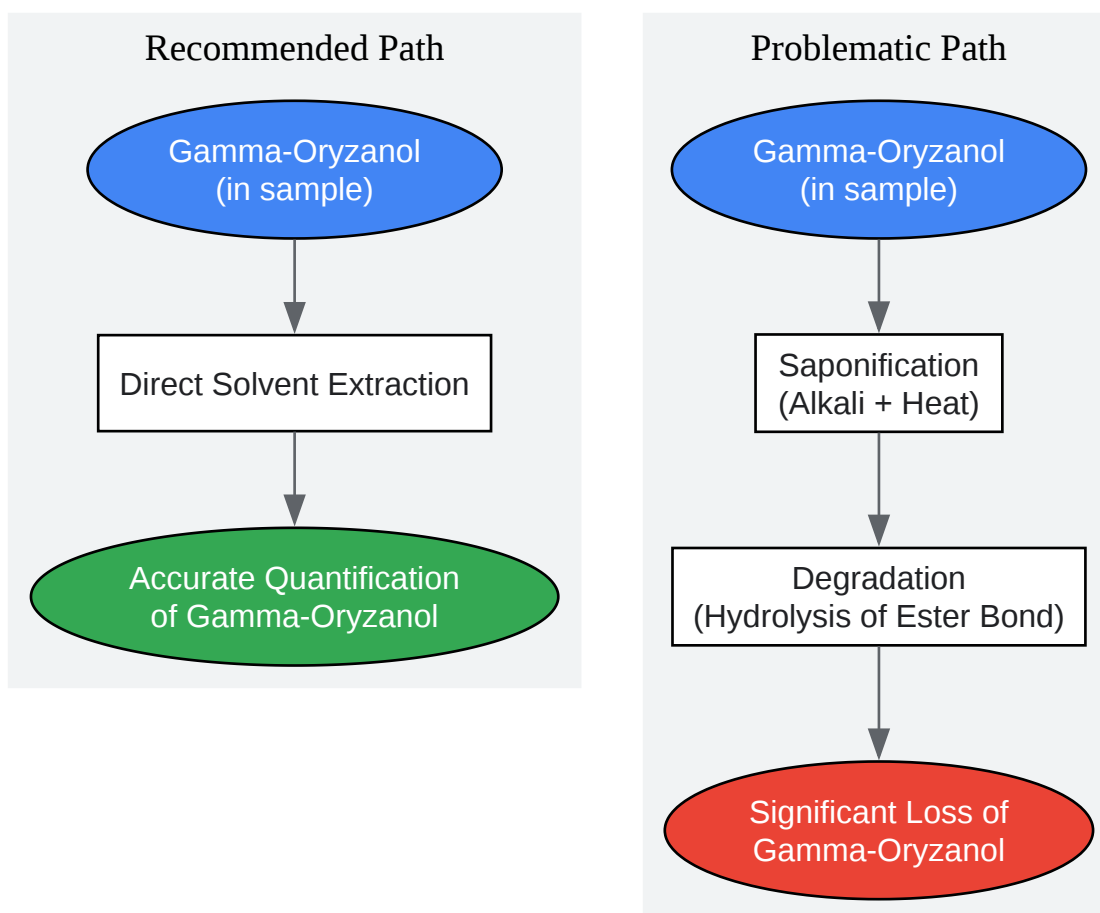 Recommended Path
Gamma-Oryzanol
(in sample)
Direct Solvent Extraction
Accurate Quantification
of Gamma-Oryzanol
Problematic Path
Gamma-Oryzanol
(in sample)
Saponification
(Alkali + Heat)
Degradation
(Hydrolysis of Ester Bond)
Significant Loss of
Gamma-Oryzanol